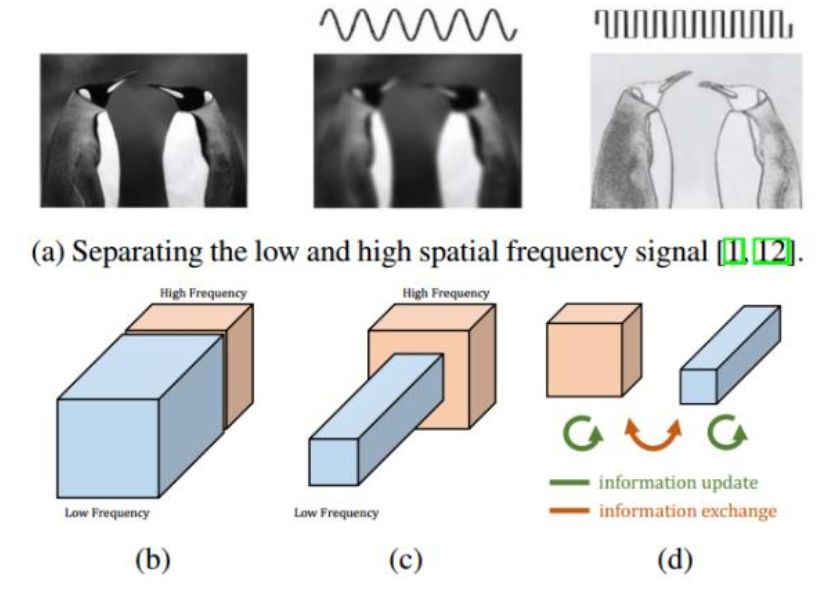 (a) Separating the low and high spatial frequency signal [1, 12].
High Frequency
High Frequency
Low Frequency
Low Frequency
information update
information exchange
(b)
(c)
(d)